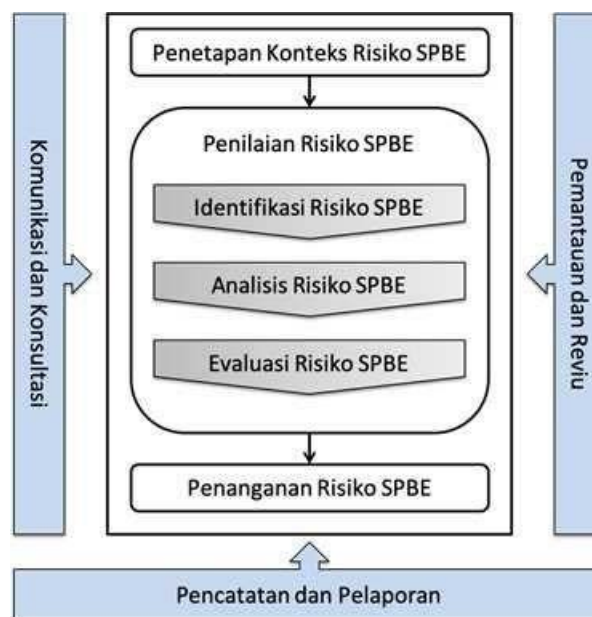 Penetapan Konteks Risiko SPBE
Penilaian Risiko SPBE
Identifikasi Risiko SPBE
Analisis Risiko SPBE
Evaluasi Risiko SPBE
Penanganan Risiko SPBE
Komunikasi dan Konsultasi
Pemantauan dan Reviu
Pencatatan dan Pelaporan